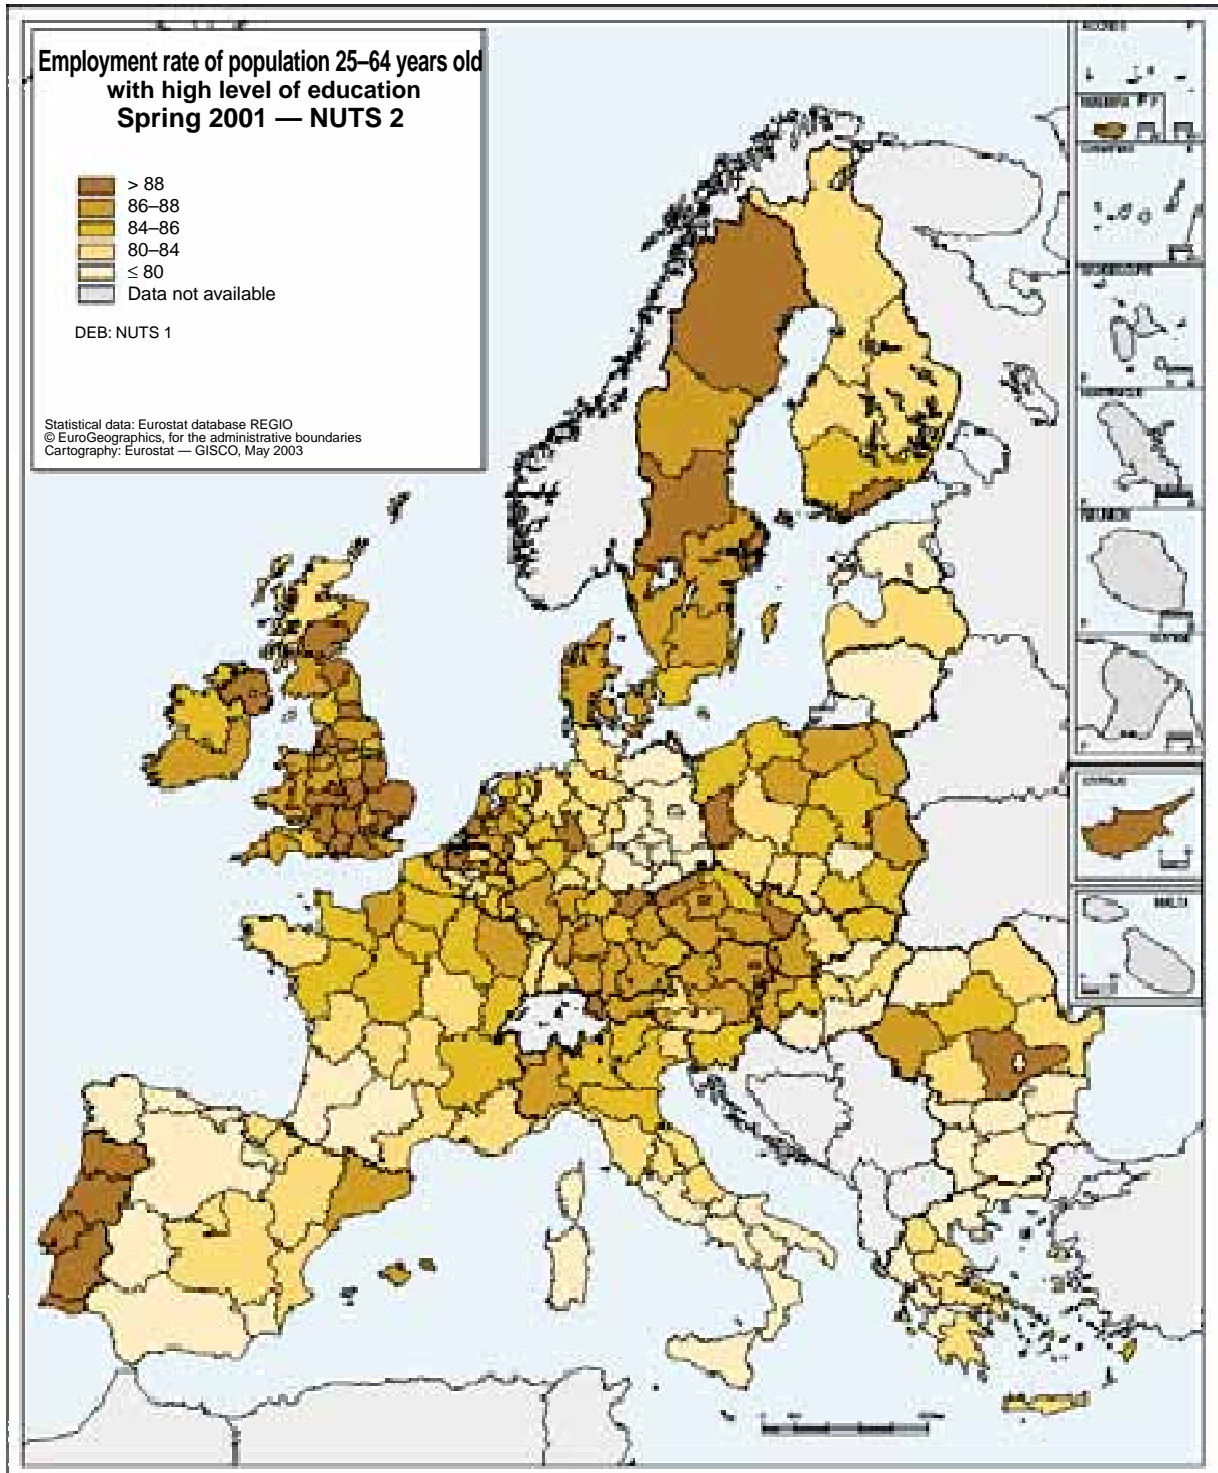 Employment rate of population 25–64 years old
with high level of education
Spring 2001 — NUTS 2
> 88
86–88
84–86
80–84
≤ 80
Data not available
DEB: NUTS 1
Statistical data: Eurostat database REGIO
© EuroGeographics, for the administrative boundaries
Cartography: Eurostat — GISCO, May 2003